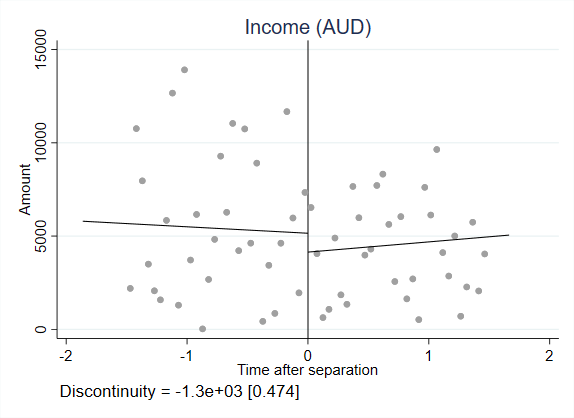 Income (AUD)
15000
10000
5000
0
Amount
-2 -1 0 1 2
Time after separation
Discontinuity = -1.3e+03 [0.474]